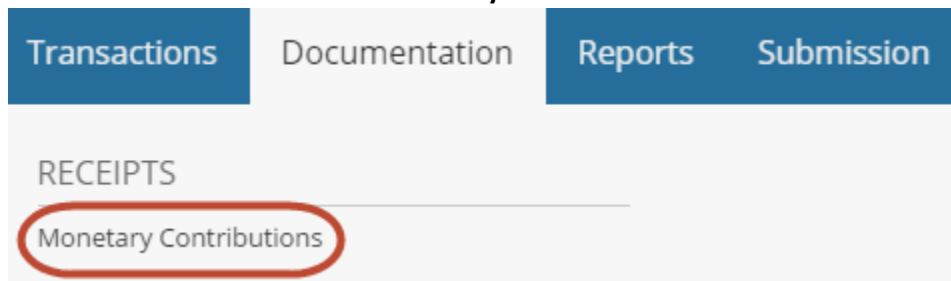 Transactions Documentation Reports Submission
RECEIPTS
Monetary Contributions